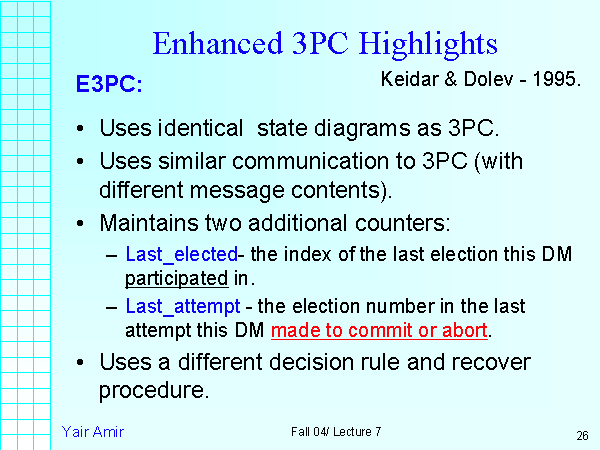 Enhanced 3PC Highlights
E3PC:
Keidar & Dolev - 1995.
• Uses identical state diagrams as 3PC.
• Uses similar communication to 3PC (with
different message contents).
• Maintains two additional counters:
– Last_elected- the index of the last election this DM
participated in.
– Last_attempt - the election number in the last
attempt this DM made to commit or abort.
• Uses a different decision rule and recover
procedure.
Yair Amir
Fall 04/ Lecture 7
26